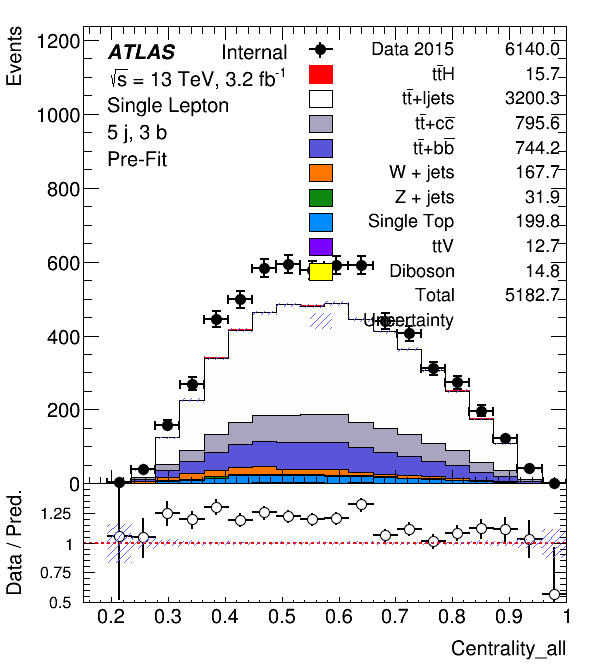 Events
1200
1000
800
600
400
200
0
ATLAS Internal
√s = 13 TeV, 3.2 fb⁻¹
Single Lepton
5 j, 3 b
Pre-Fit
Data 2015 6140.0
tt̄H 15.7
tt̄+ljets 3200.3
tt̄+cc̄ 795.6
tt̄+bb̄ 744.2
W + jets 167.7
Z + jets 31.9
Single Top 199.8
ttV 12.7
Diboson 14.8
Total 5182.7
Uncertainty
Data / Pred.
1.25
1
0.75
0.5
0.2 0.3 0.4 0.5 0.6 0.7 0.8 0.9 1
Centrality_all